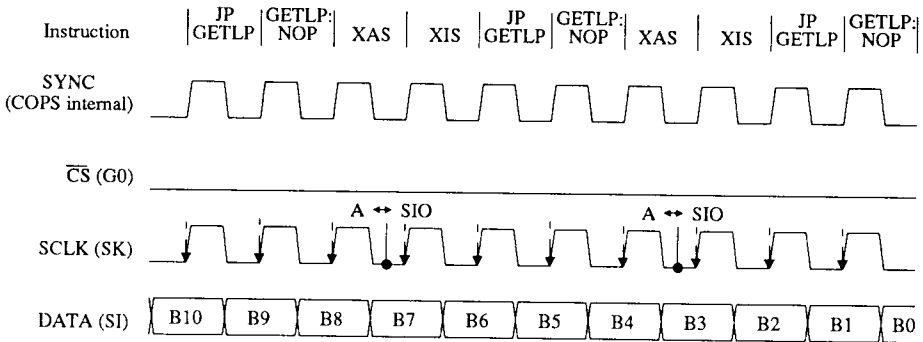 Instruction
JP GETLP
GETLP: NOP
XAS
XIS
JP GETLP
GETLP: NOP
XAS
XIS
JP GETLP
GETLP: NOP
SYNC
(COPS internal)
CS (G0)
A ↔ SIO
A ↔ SIO
SCLK (SK)
DATA (SI)
B10
B9
B8
B7
B6
B5
B4
B3
B2
B1
B0